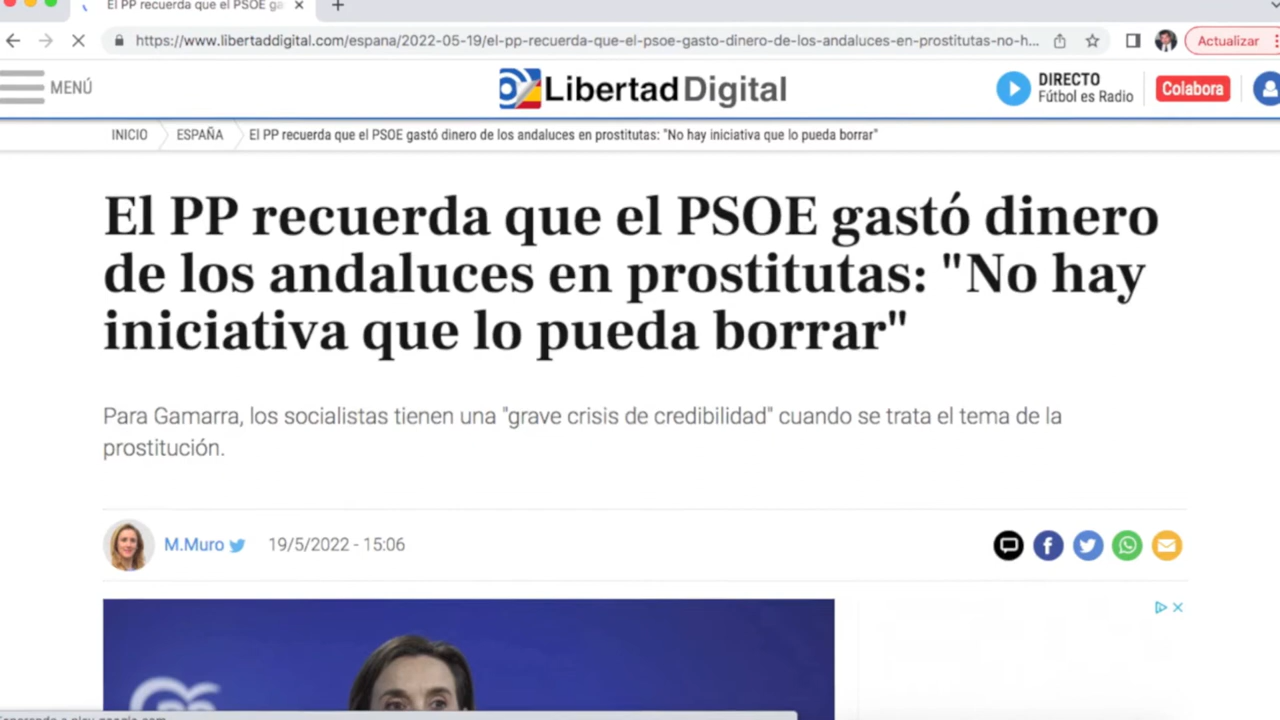 El PP recuerda que el PSOE ga
https://www.libertaddigital.com/espana/2022-05-19/el-pp-recuerda-que-el-psoe-gasto-dinero-de-los-andaluces-en-prostitutas-no-h...
Actualizar
MENÚ
Libertad Digital
DIRECTO
Fútbol es Radio
Colabora
INICIO
ESPAÑA
El PP recuerda que el PSOE gastó dinero de los andaluces en prostitutas: "No hay iniciativa que lo pueda borrar"
El PP recuerda que el PSOE gastó dinero
de los andaluces en prostitutas: "No hay
iniciativa que lo pueda borrar"
Para Gamarra, los socialistas tienen una "grave crisis de credibilidad" cuando se trata el tema de la
prostitución.
M.Muro
19/5/2022 - 15:06